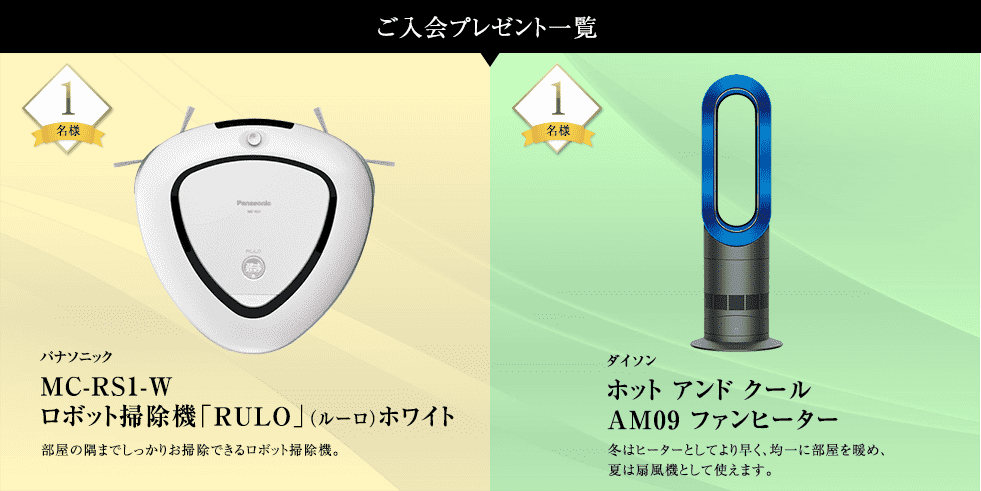 ご入会プレゼント一覧
1
名様
Panasonic
RULO
パナソニック
MC-RS1-W
ロボット掃除機「RULO」(ルーロ)ホワイト
部屋の隅までしっかりお掃除できるロボット掃除機。
1
名様
ダイソン
ホット アンド クール
AM09 ファンヒーター
冬はヒーターとしてより早く、均一に部屋を暖め、
夏は扇風機として使えます。